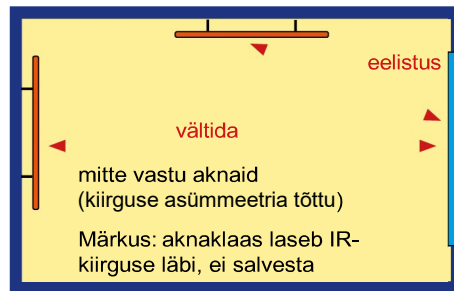 eelistus
vältida
mitte vastu aknaid
(kiirguse asümmeetria tõttu)
Märkus: aknaklaas laseb IR-
kiirguse läbi, ei salvesta